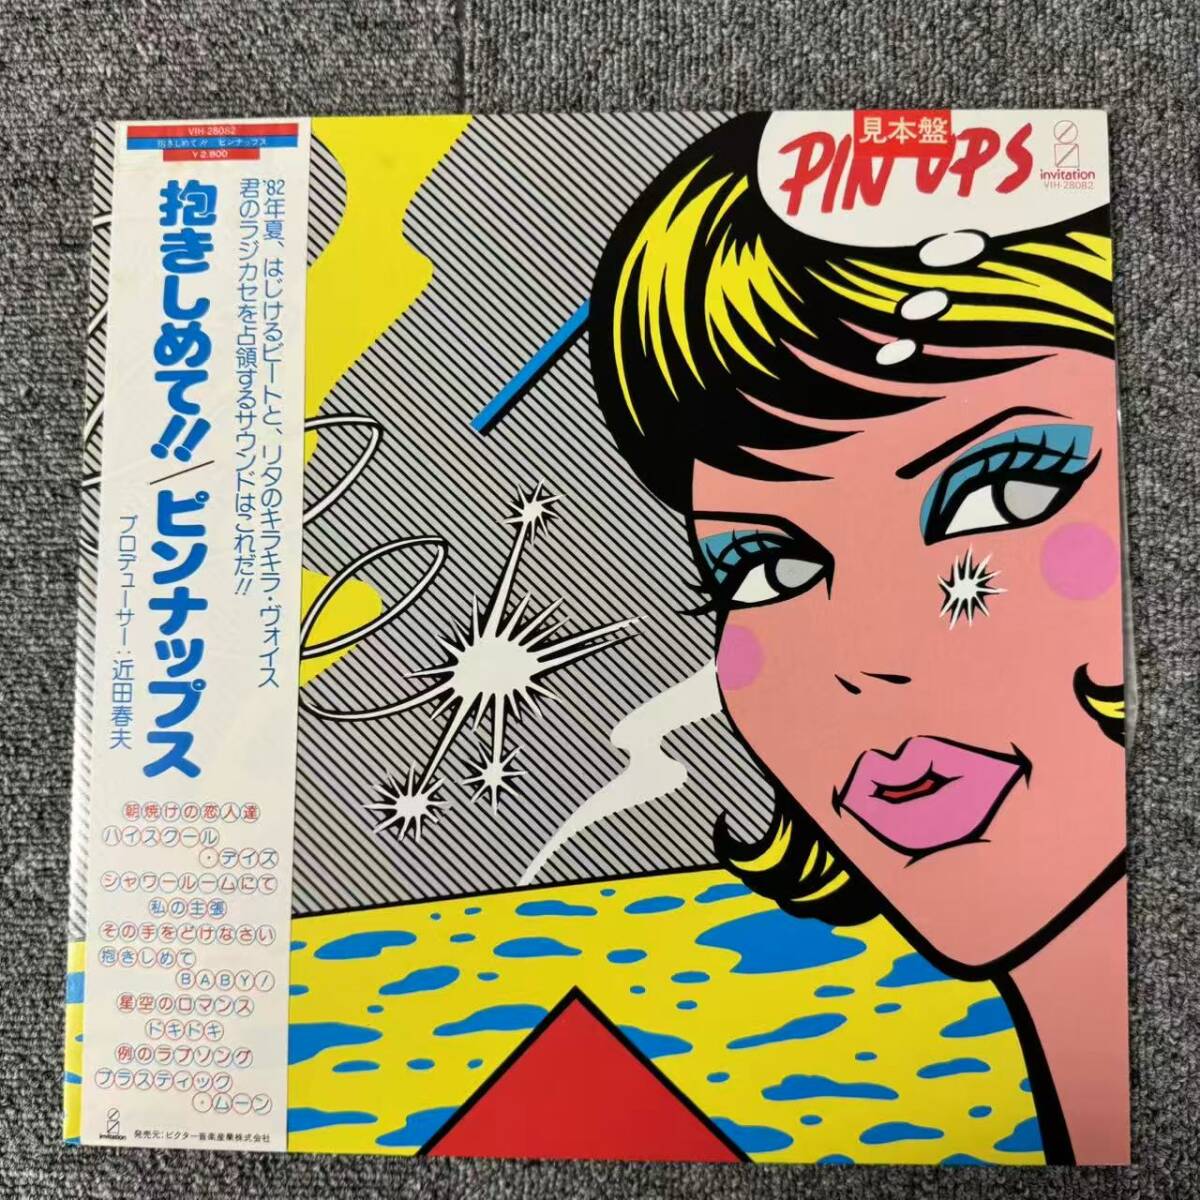 VIH-28082
抱きしめて!! ピンナップス
¥2,800
'82年夏、はじけるビートと、リタのキラキラ・ヴォイス
君のラジカセを占領するサウンドはこれだ!!
抱きしめて!!/ピンナップス
プロデューサー:近田春夫
朝焼けの恋人達
ハイスクール
・デイズ
シャワールームにて
私の主張
その手をどけなさい
抱きしめて
BABY!
星空のロマンス
ドキドキ
例のラブソング
プラスティック
・ムーン
invitation
発売元:ビクター音楽産業株式会社
見本盤
PIN UPS
invitation
VIH-28082